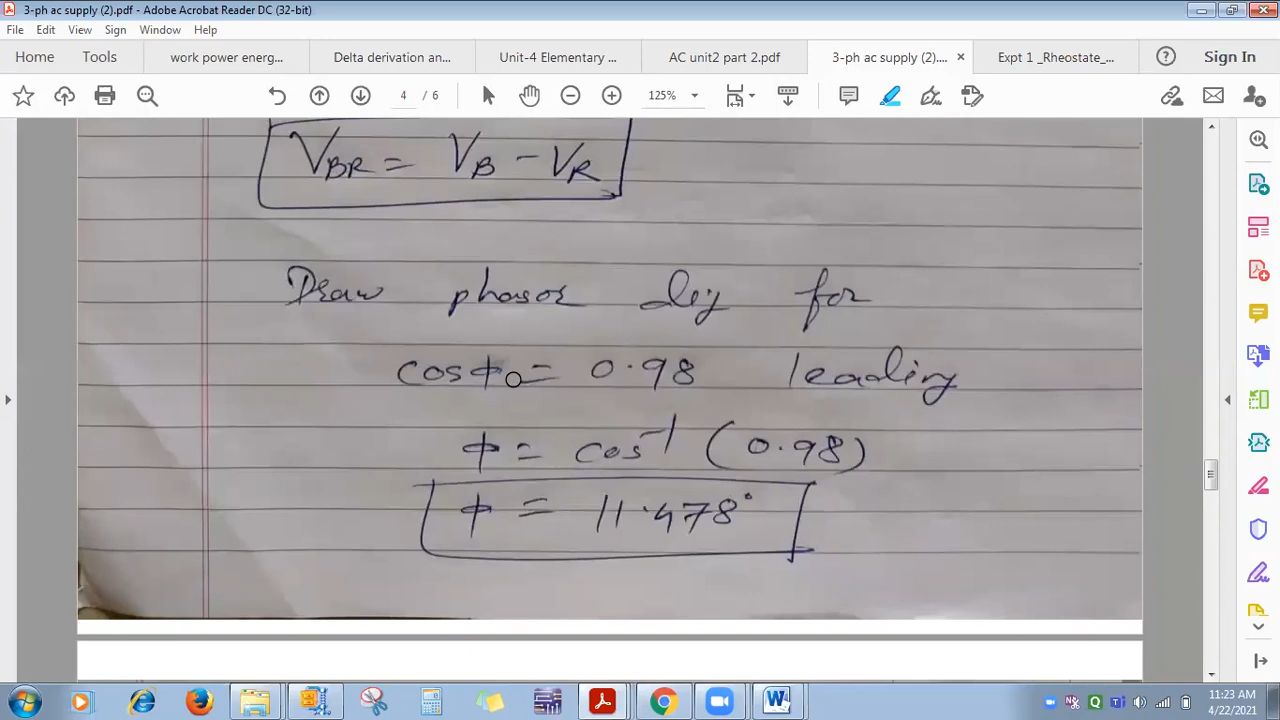 3-ph ac supply (2).pdf - Adobe Acrobat Reader DC (32-bit)
File Edit View Sign Window Help
Home Tools work power energ... Delta derivation an... Unit-4 Elementary ... AC unit2 part 2.pdf 3-ph ac supply (2).... × Expt 1 _Rheostate_... Sign In
4 / 6 125%
VBR = VB - VR
Draw phasor dig for
cosϕ = 0.98 leading
ϕ = cos⁻¹ (0.98)
ϕ = 11.478°
11:23 AM
4/22/2021